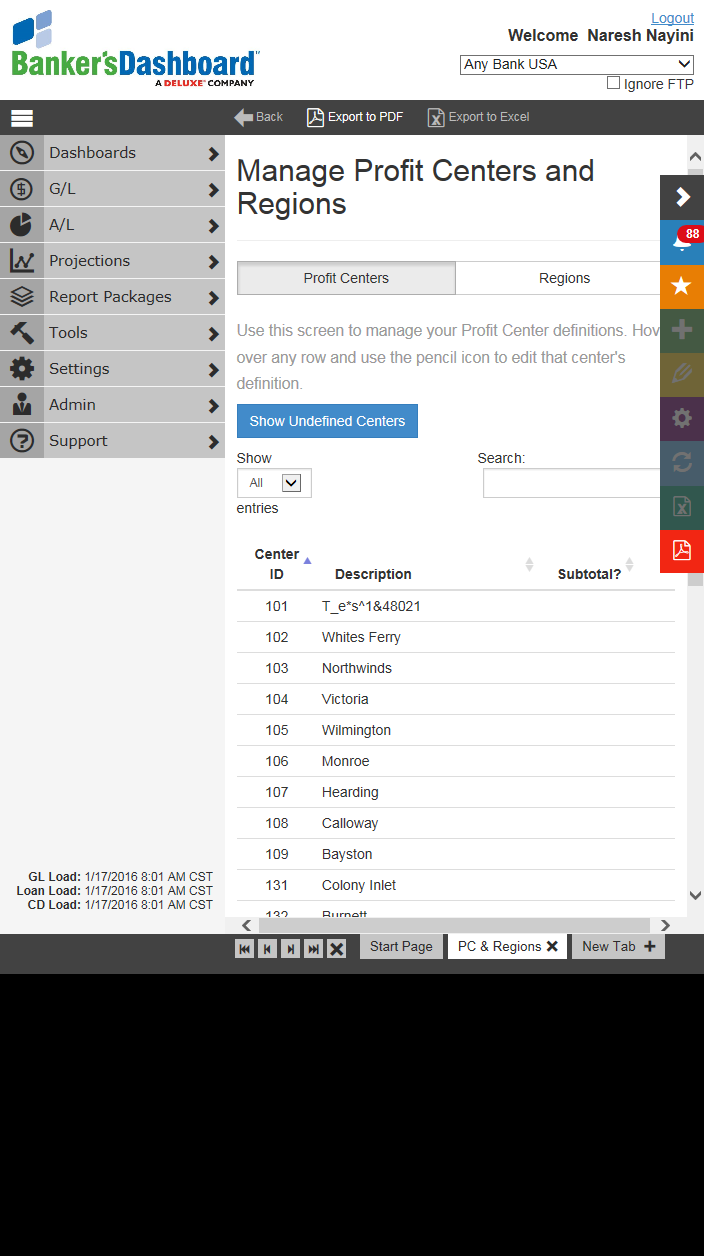 Logout
Welcome Naresh Nayini
Banker'sDashboard
A DELUXE COMPANY
Any Bank USA
Ignore FTP
Back Export to PDF Export to Excel
Dashboards
G/L
A/L
Projections
Report Packages
Tools
Settings
Admin
Support
Manage Profit Centers and
Regions
88
Profit Centers Regions
Use this screen to manage your Profit Center definitions. Hov
over any row and use the pencil icon to edit that center's
definition.
Show Undefined Centers
Show Search:
All
entries
Center
ID Description Subtotal?
101 T_e*s^1&48021
102 Whites Ferry
103 Northwinds
104 Victoria
105 Wilmington
106 Monroe
107 Hearding
108 Calloway
109 Bayston
131 Colony Inlet
132 Burnett
GL Load: 1/17/2016 8:01 AM CST
Loan Load: 1/17/2016 8:01 AM CST
CD Load: 1/17/2016 8:01 AM CST
Start Page PC & Regions New Tab